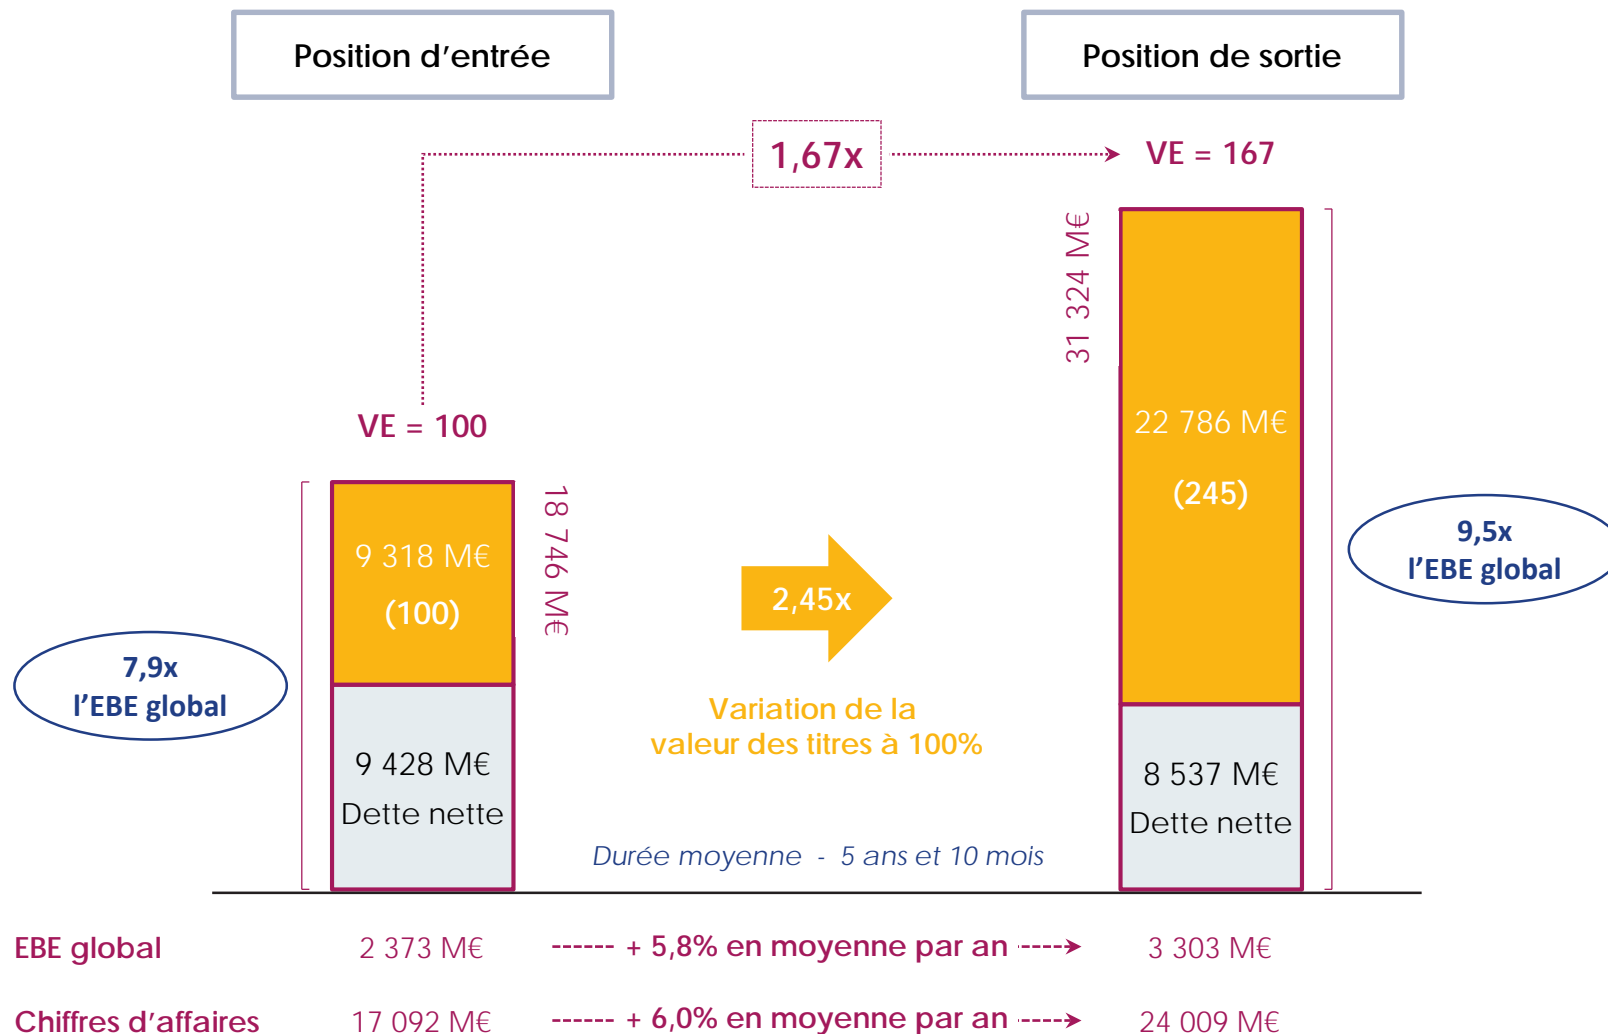 Position d'entrée
Position de sortie
1,67x
VE = 167
31 324 M€
VE = 100
22 786 M€
(245)
18 746 M€
9 318 M€
(100)
9,5x
l'EBE global
2,45x
7,9x
l'EBE global
Variation de la
valeur des titres à 100%
9 428 M€
Dette nette
8 537 M€
Dette nette
Durée moyenne - 5 ans et 10 mois
EBE global 2 373 M€ ------ + 5,8% en moyenne par an ----> 3 303 M€
Chiffres d'affaires 17 092 M€ ------ + 6,0% en moyenne par an ----> 24 009 M€